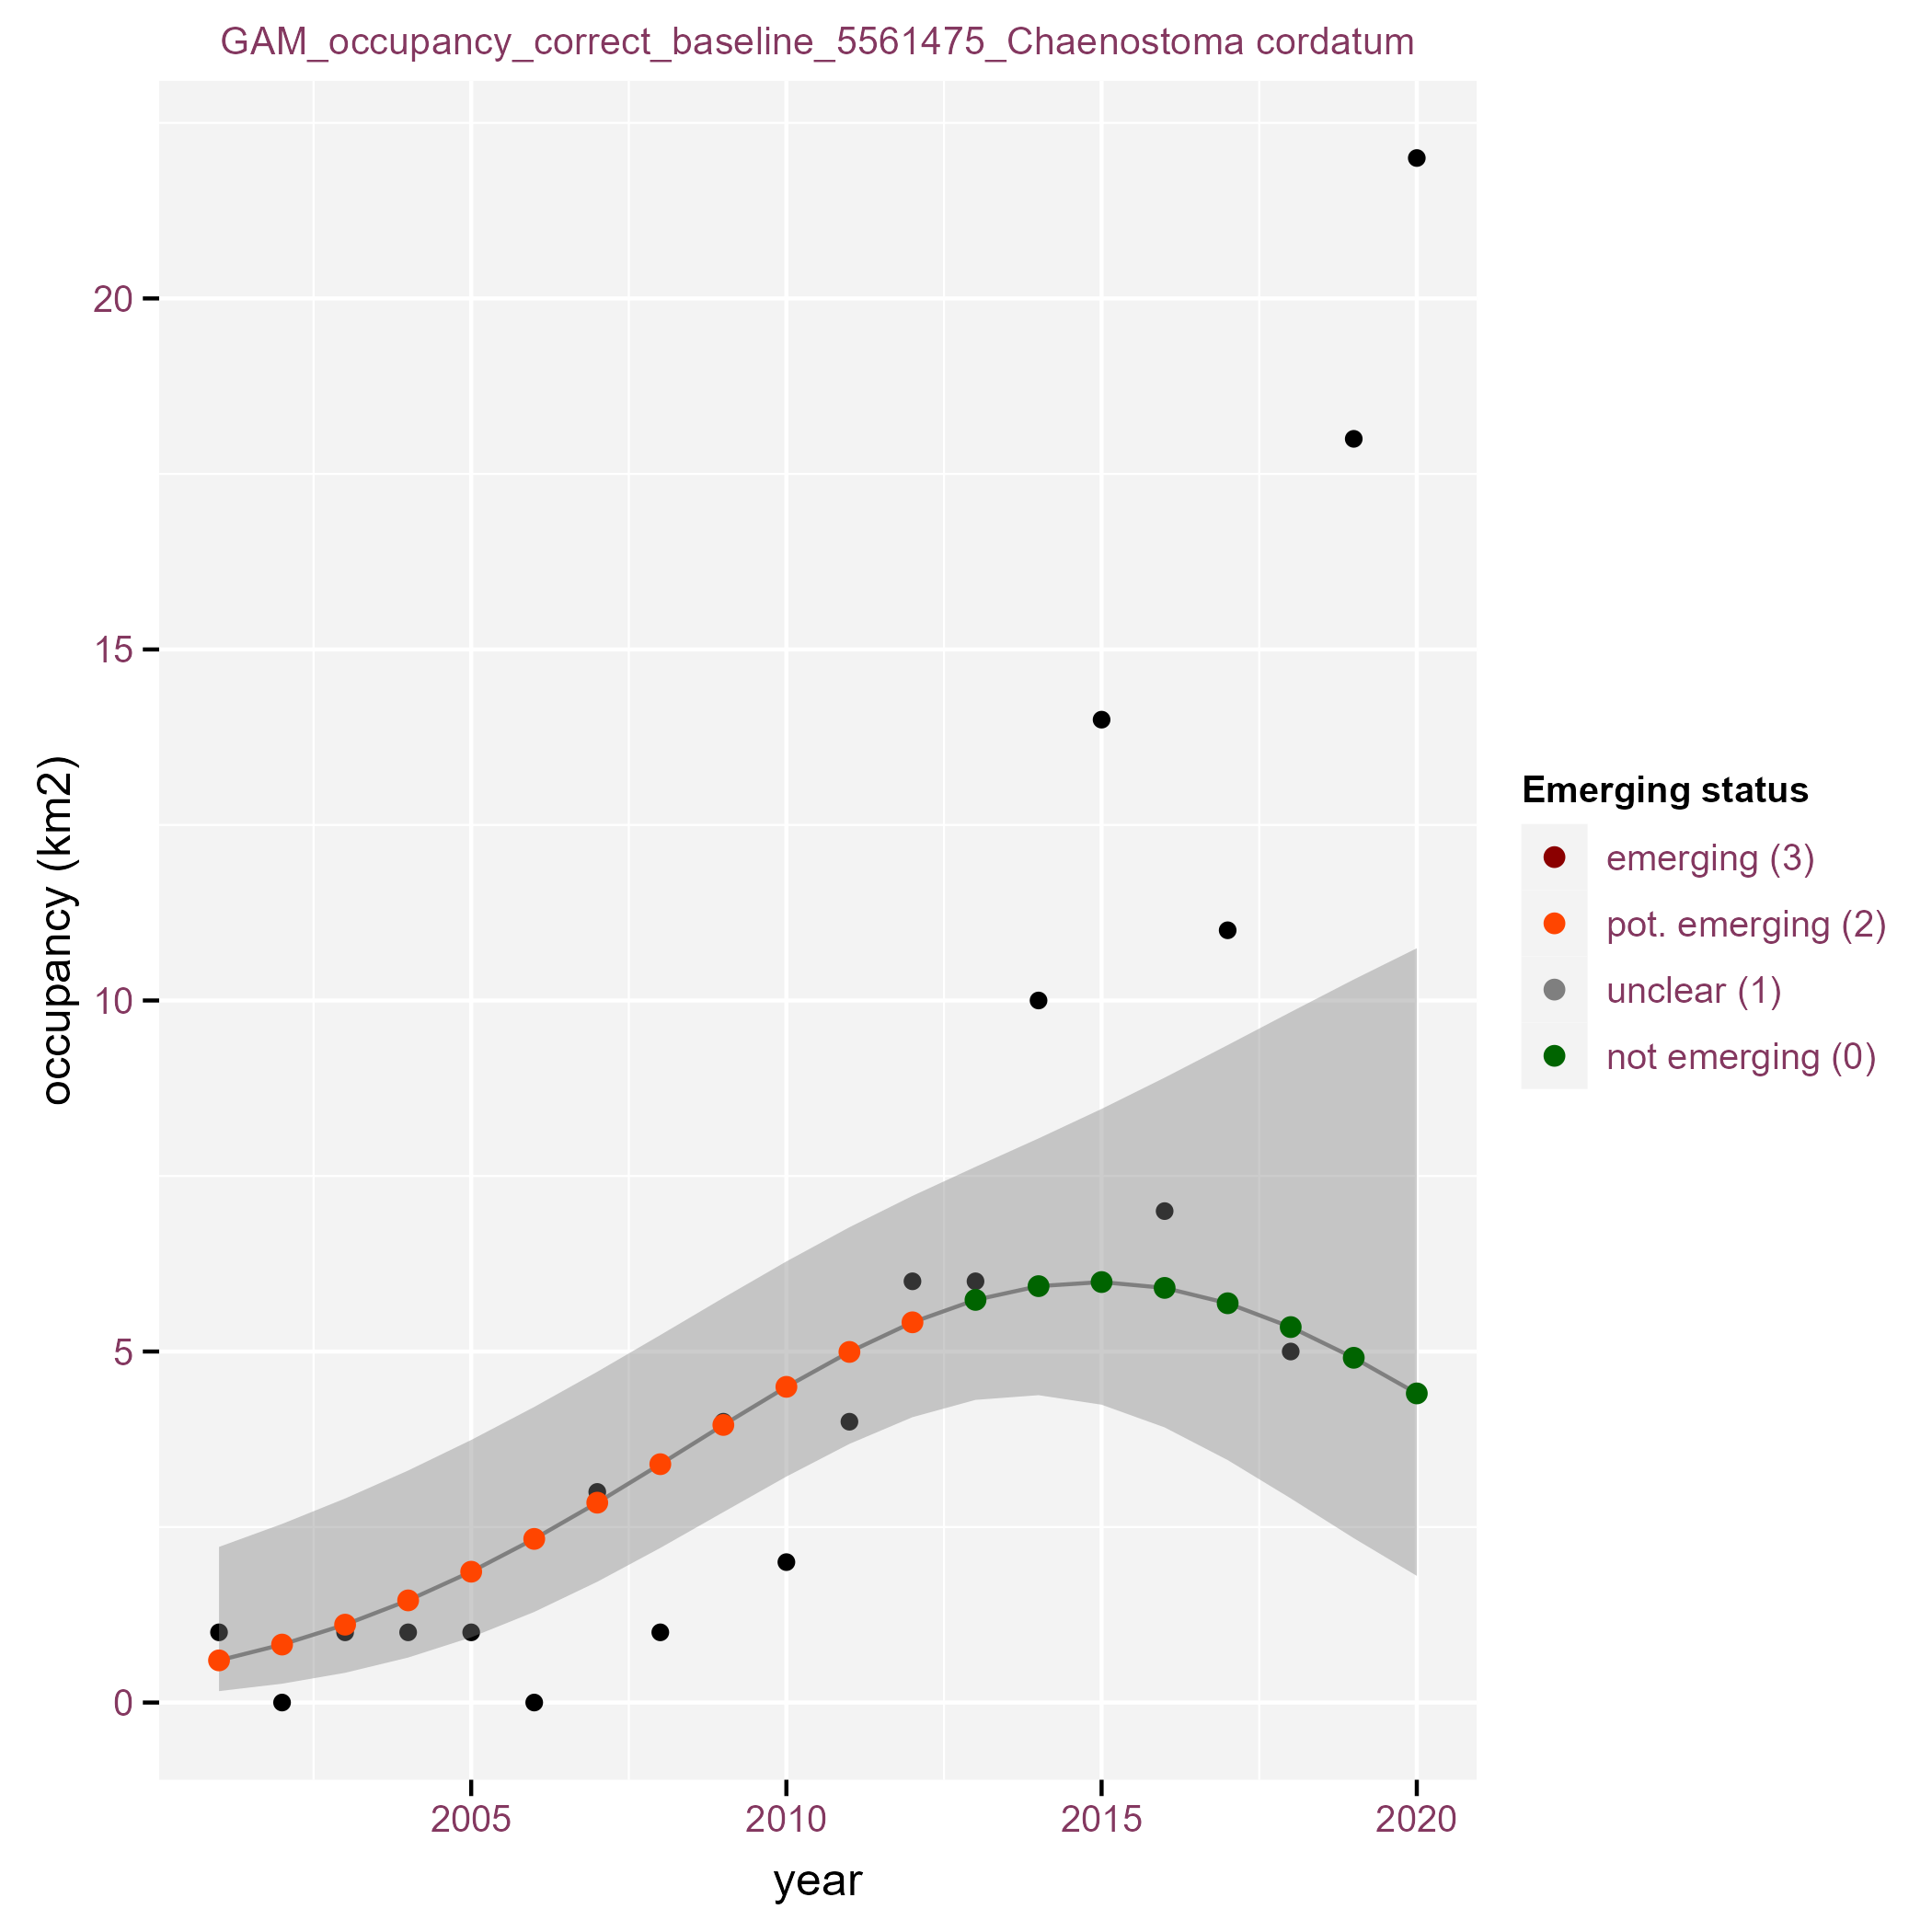 GAM_occupancy_correct_baseline_5561475_Chaenostoma cordatum
occupancy (km2)
20
15
10
5
0
2005
2010
2015
2020
year
Emerging status
emerging (3)
pot. emerging (2)
unclear (1)
not emerging (0)